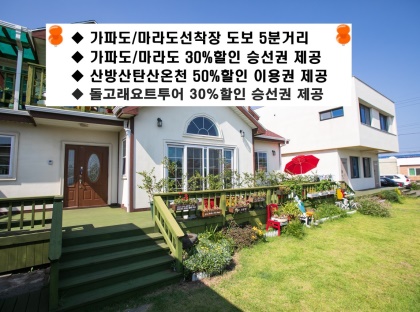 ◆ 가파도/마라도선착장 도보 5분거리
◆ 가파도/마라도 30%할인 승선권 제공
◆ 산방산탄산온천 50%할인 이용권 제공
◆ 돌고래요트투어 30%할인 승선권 제공